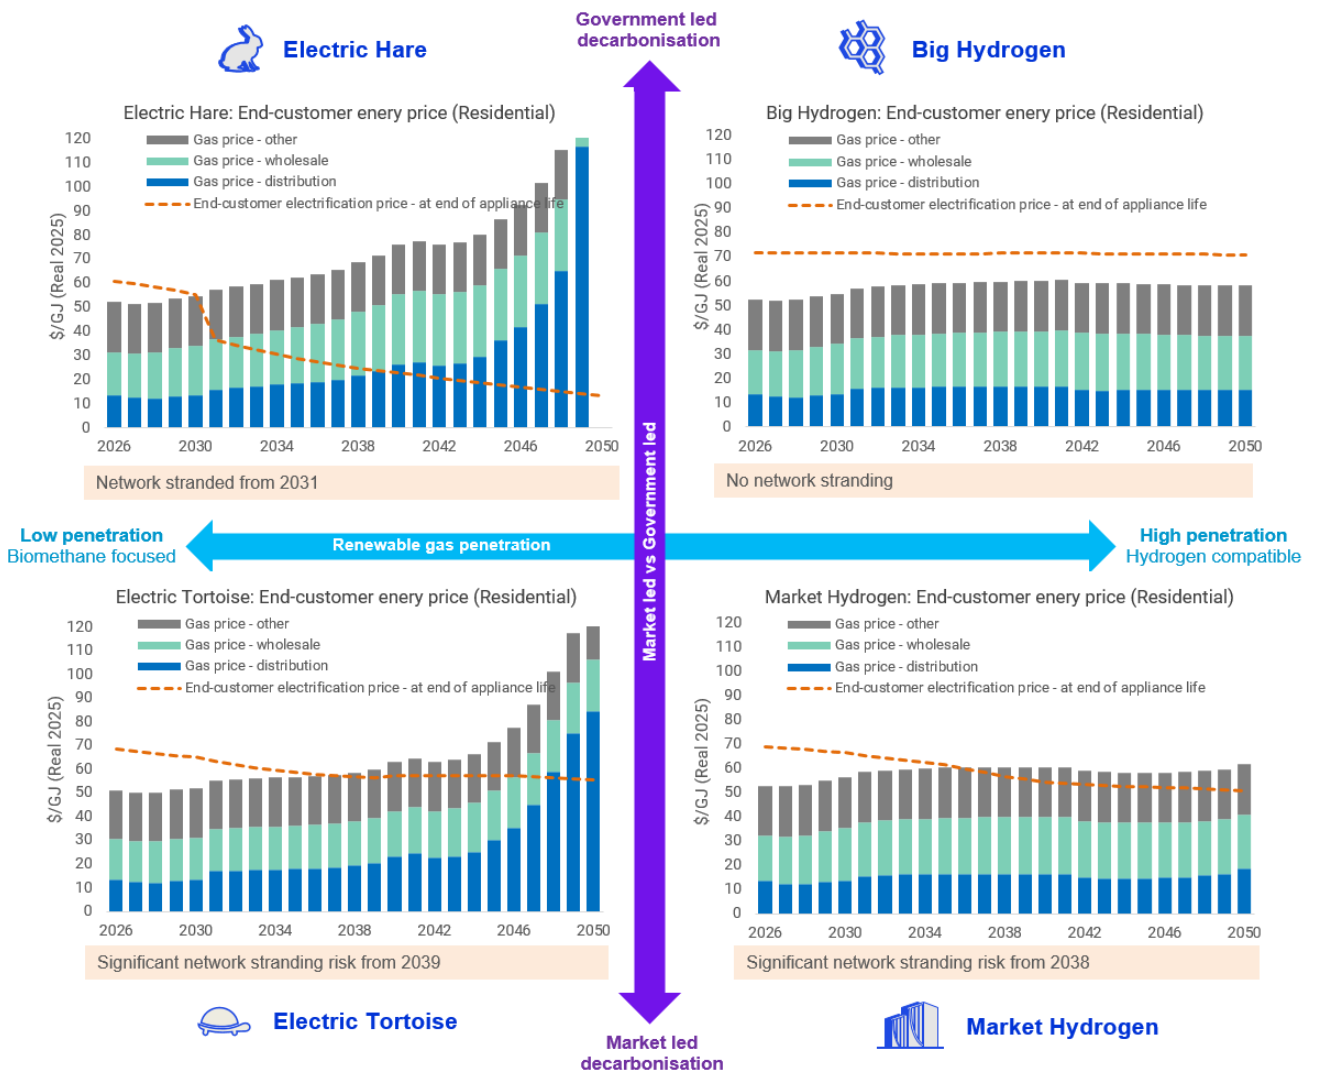 Government led
decarbonisation
Electric Hare
Big Hydrogen
Electric Hare: End-customer enery price (Residential)
120
110
100
90
80
70
60
50
40
30
20
10
0
$/GJ (Real 2025)
Gas price - other
Gas price - wholesale
Gas price - distribution
End-customer electrification price - at end of appliance life
2026 2030 2034 2038 2042 2046 2050
Network stranded from 2031
Big Hydrogen: End-customer enery price (Residential)
120
110
100
90
80
70
60
50
40
30
20
10
0
$/GJ (Real 2025)
Gas price - other
Gas price - wholesale
Gas price - distribution
End-customer electrification price - at end of appliance life
2026 2030 2034 2038 2042 2046 2050
No network stranding
Market led vs Government led
Low penetration
Biomethane focused
Renewable gas penetration
High penetration
Hydrogen compatible
Electric Tortoise: End-customer enery price (Residential)
120
110
100
90
80
70
60
50
40
30
20
10
0
$/GJ (Real 2025)
Gas price - other
Gas price - wholesale
Gas price - distribution
End-customer electrification price - at end of appliance life
2026 2030 2034 2038 2042 2046 2050
Significant network stranding risk from 2039
Market Hydrogen: End-customer enery price (Residential)
120
110
100
90
80
70
60
50
40
30
20
10
0
$/GJ (Real 2025)
Gas price - other
Gas price - wholesale
Gas price - distribution
End-customer electrification price - at end of appliance life
2026 2030 2034 2038 2042 2046 2050
Significant network stranding risk from 2038
Electric Tortoise
Market Hydrogen
Market led
decarbonisation